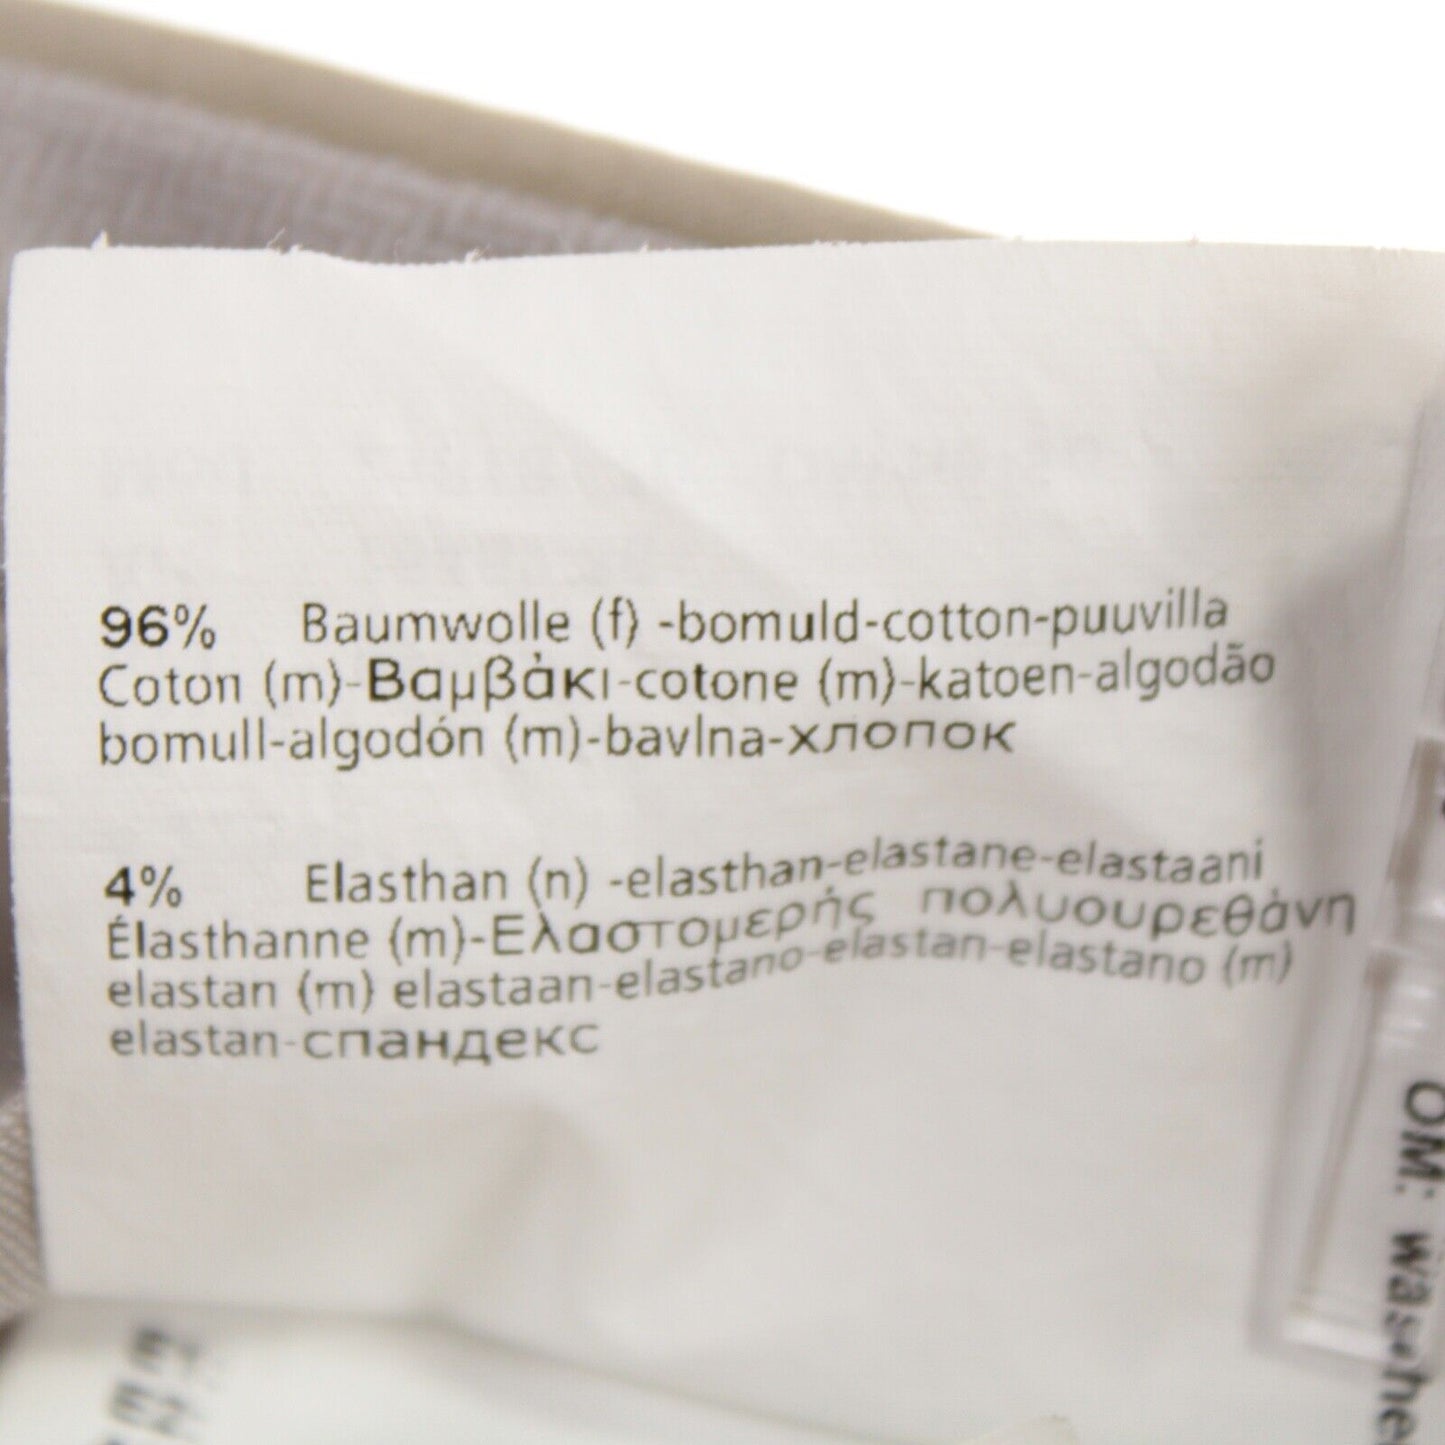 96% Baumwolle (f) -bomuld-cotton-puuvilla
Coton (m)-Βαμβάκι-cotone (m)-katoen-algodão
bomull-algodón (m)-bavlna-хлопок
4% Elasthan (n) -elasthan-elastane-elastaani
Élasthanne (m)-Ελαστομερής πολυουρεθάνη
elastan (m) elastaan-elastano-elastan-elastano (m)
elastan-спандекс